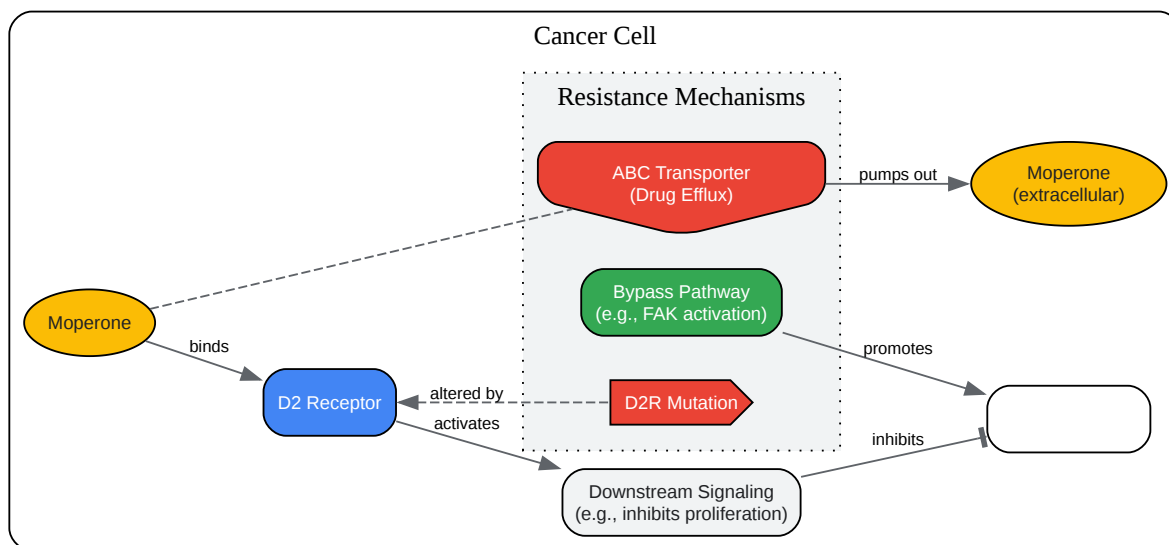 Cancer Cell
Resistance Mechanisms
ABC Transporter
(Drug Efflux)
pumps out
Moperone
(extracellular)
Bypass Pathway
(e.g., FAK activation)
Moperone
binds
promotes
D2 Receptor
altered by
D2R Mutation
activates
inhibits
Downstream Signaling
(e.g., inhibits proliferation)